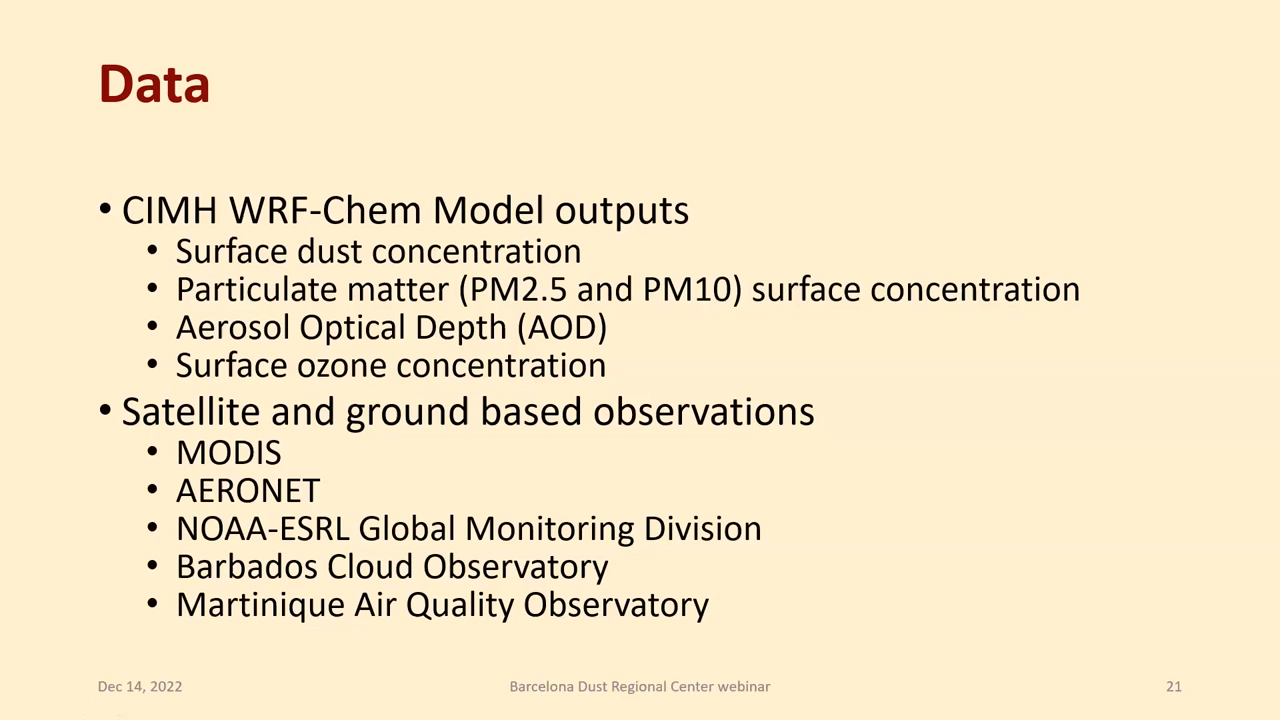 Data
• CIMH WRF-Chem Model outputs
• Surface dust concentration
• Particulate matter (PM2.5 and PM10) surface concentration
• Aerosol Optical Depth (AOD)
• Surface ozone concentration
• Satellite and ground based observations
• MODIS
• AERONET
• NOAA-ESRL Global Monitoring Division
• Barbados Cloud Observatory
• Martinique Air Quality Observatory
Dec 14, 2022 Barcelona Dust Regional Center webinar 21